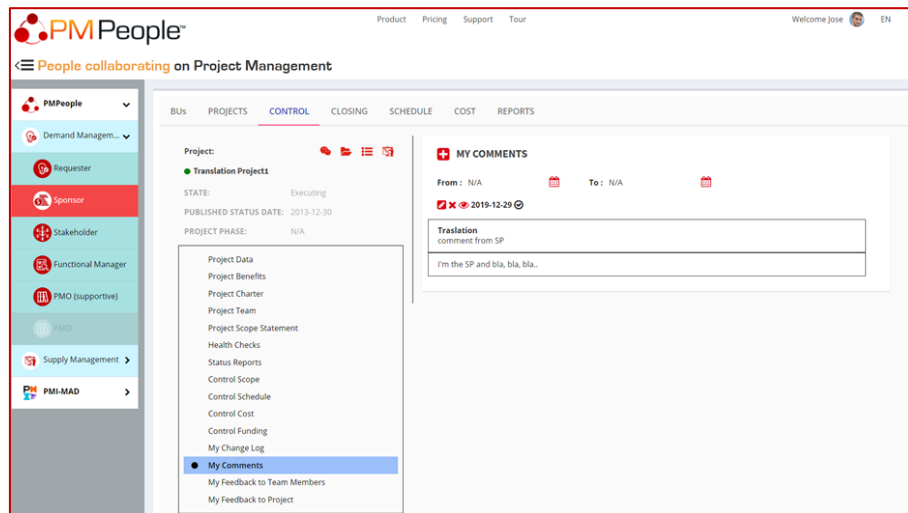 PMPeople™
Product Pricing Support Tour
Welcome Jose EN
People collaborating on Project Management
PMPeople
Demand Managem...
Requester
Sponsor
Stakeholder
Functional Manager
PMO (supportive)
PMO
Supply Management
PMI-MAD
BUs PROJECTS CONTROL CLOSING SCHEDULE COST REPORTS
Project:
Translation Project1
STATE: Executing
PUBLISHED STATUS DATE: 2013-12-30
PROJECT PHASE: N/A
Project Data
Project Benefits
Project Charter
Project Team
Project Scope Statement
Health Checks
Status Reports
Control Scope
Control Schedule
Control Cost
Control Funding
My Change Log
My Comments
My Feedback to Team Members
My Feedback to Project
MY COMMENTS
From : N/A To : N/A
2019-12-29
Traslation
comment from SP
I'm the SP and bla, bla, bla..